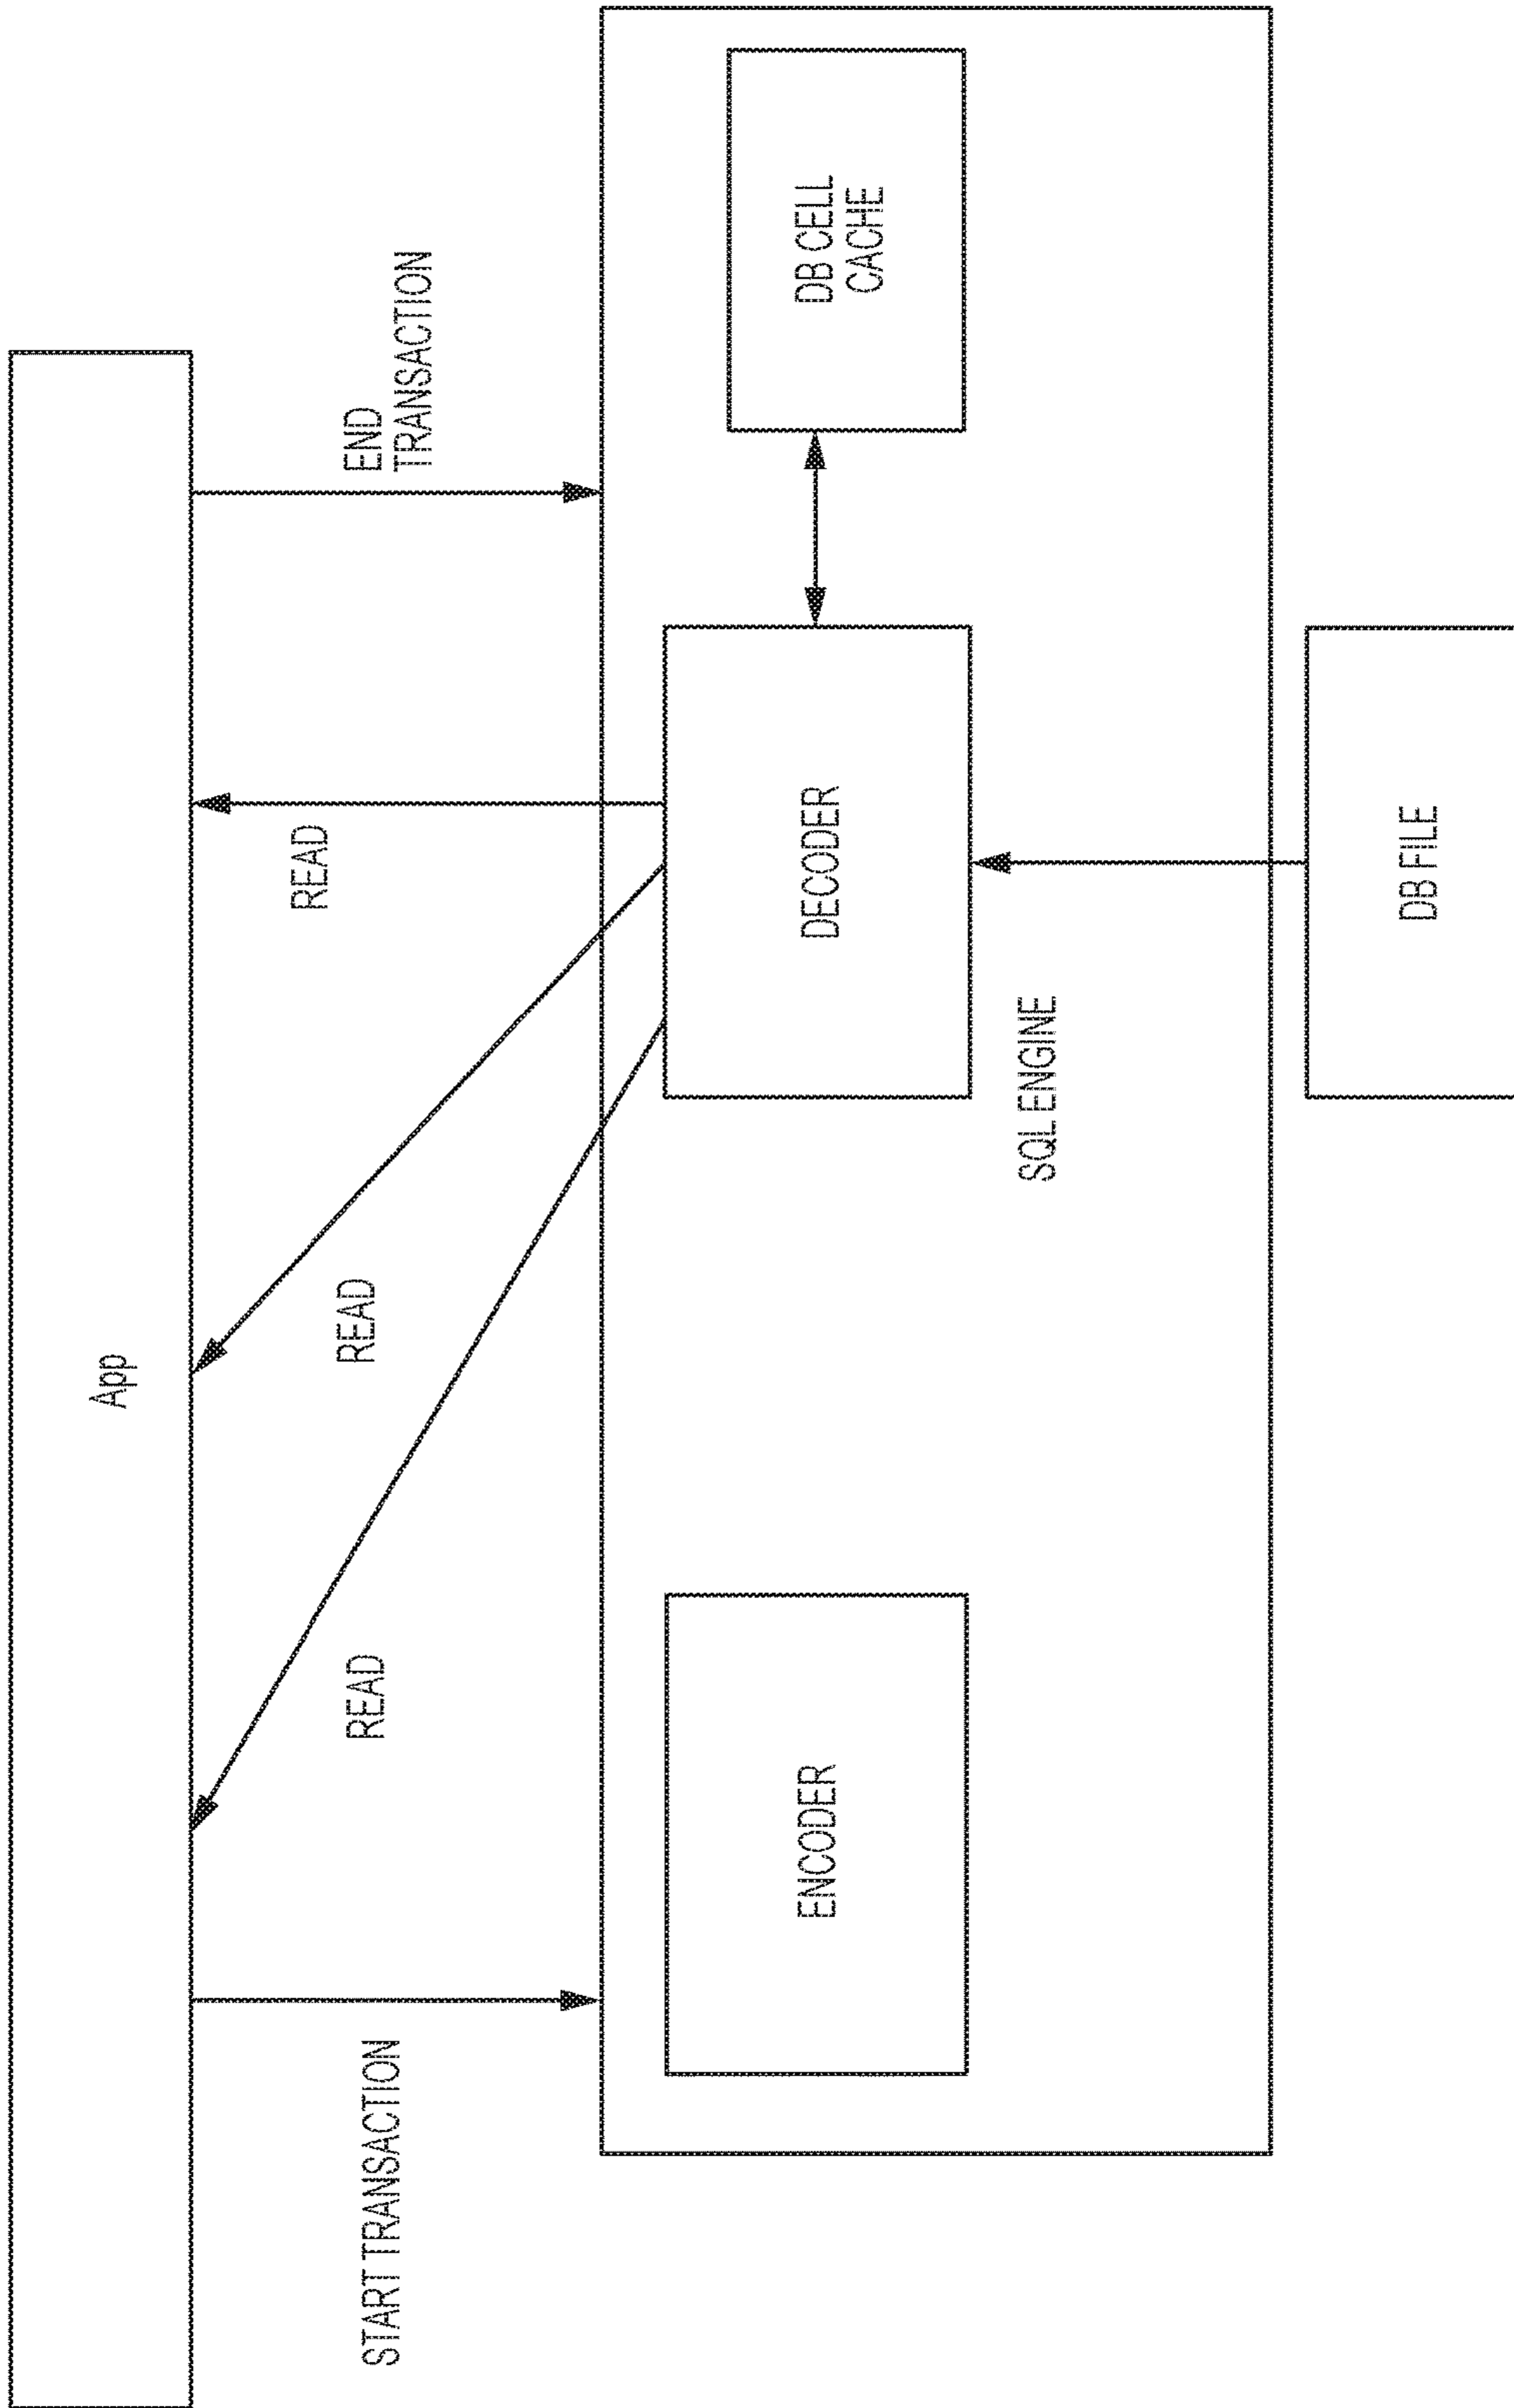 App
START TRANSACTION
READ
READ
READ
END
TRANSACTION
ENCODER
DECODER
DB CELL
CACHE
SQL ENGINE
DB FILE